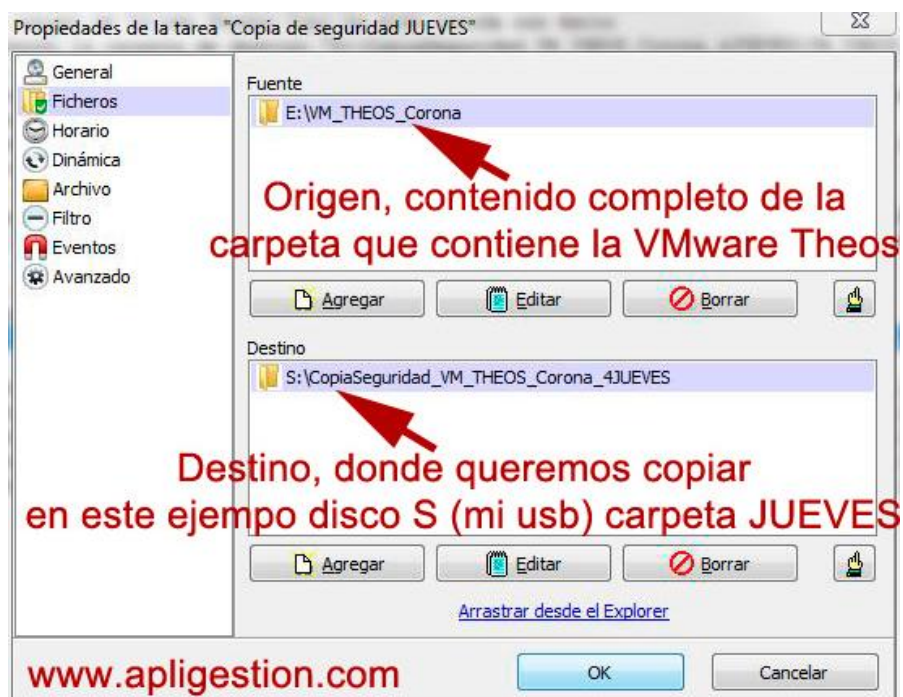 Propiedades de la tarea "Copia de seguridad JUEVES"
General
Ficheros
Horario
Dinámica
Archivo
Filtro
Eventos
Avanzado
Fuente
E:\VM_THEOS_Corona
Origen, contenido completo de la
carpeta que contiene la VMware Theos
Agregar
Editar
Borrar
Destino
S:\CopiaSeguridad_VM_THEOS_Corona_4JUEVES
Destino, donde queremos copiar
en este ejempo disco S (mi usb) carpeta JUEVES
Agregar
Editar
Borrar
Arrastrar desde el Explorer
www.apligestion.com
OK
Cancelar